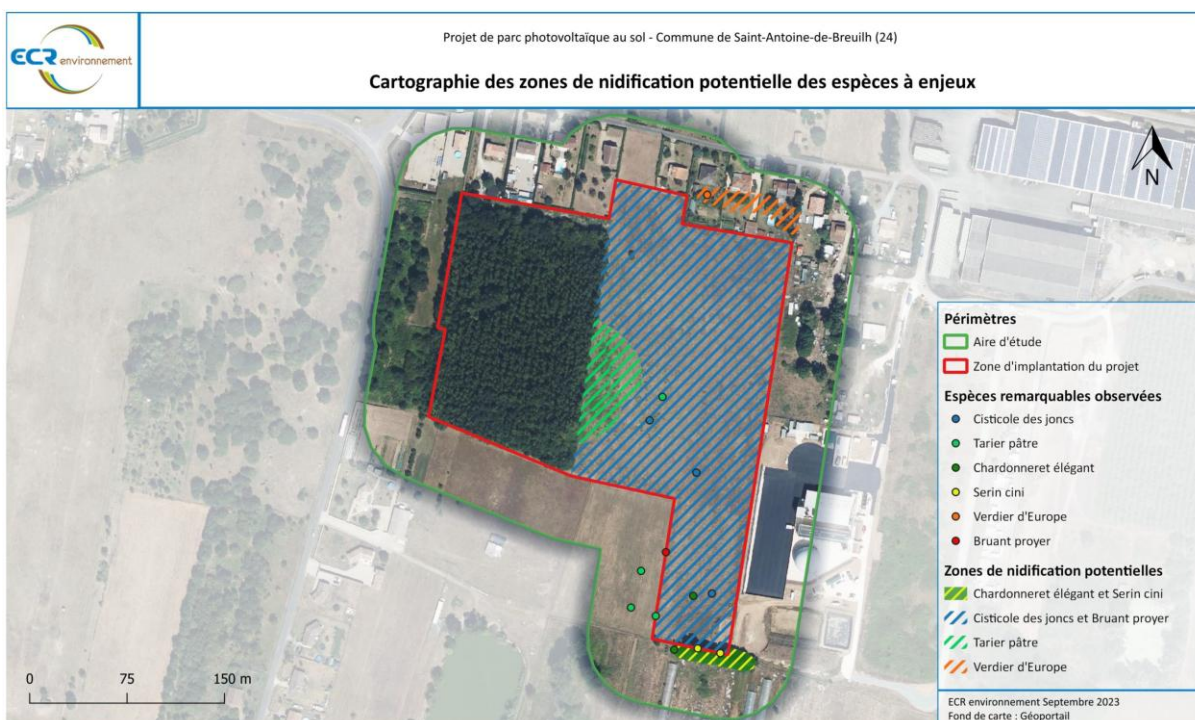 ECR environnement
Projet de parc photovoltaïque au sol - Commune de Saint-Antoine-de-Breuilh (24)
Cartographie des zones de nidification potentielle des espèces à enjeux
N
Périmètres
Aire d'étude
Zone d'implantation du projet
Espèces remarquables observées
Cisticole des joncs
Tarier pâtre
Chardonneret élégant
Serin cini
Verdier d'Europe
Bruant proyer
Zones de nidification potentielles
Chardonneret élégant et Serin cini
Cisticole des joncs et Bruant proyer
Tarier pâtre
Verdier d'Europe
0 75 150 m
ECR environnement Septembre 2023
Fond de carte : Géoportail